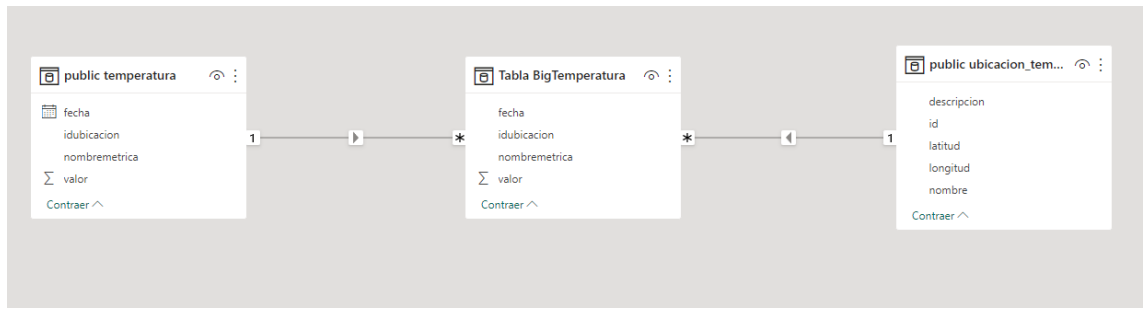 public temperatura
fecha
idubicacion
nombremetrica
∑ valor
Contraer
1
*
Tabla BigTemperatura
fecha
idubicacion
nombremetrica
∑ valor
Contraer
*
1
public ubicacion_tem...
descripcion
id
latitud
longitud
nombre
Contraer